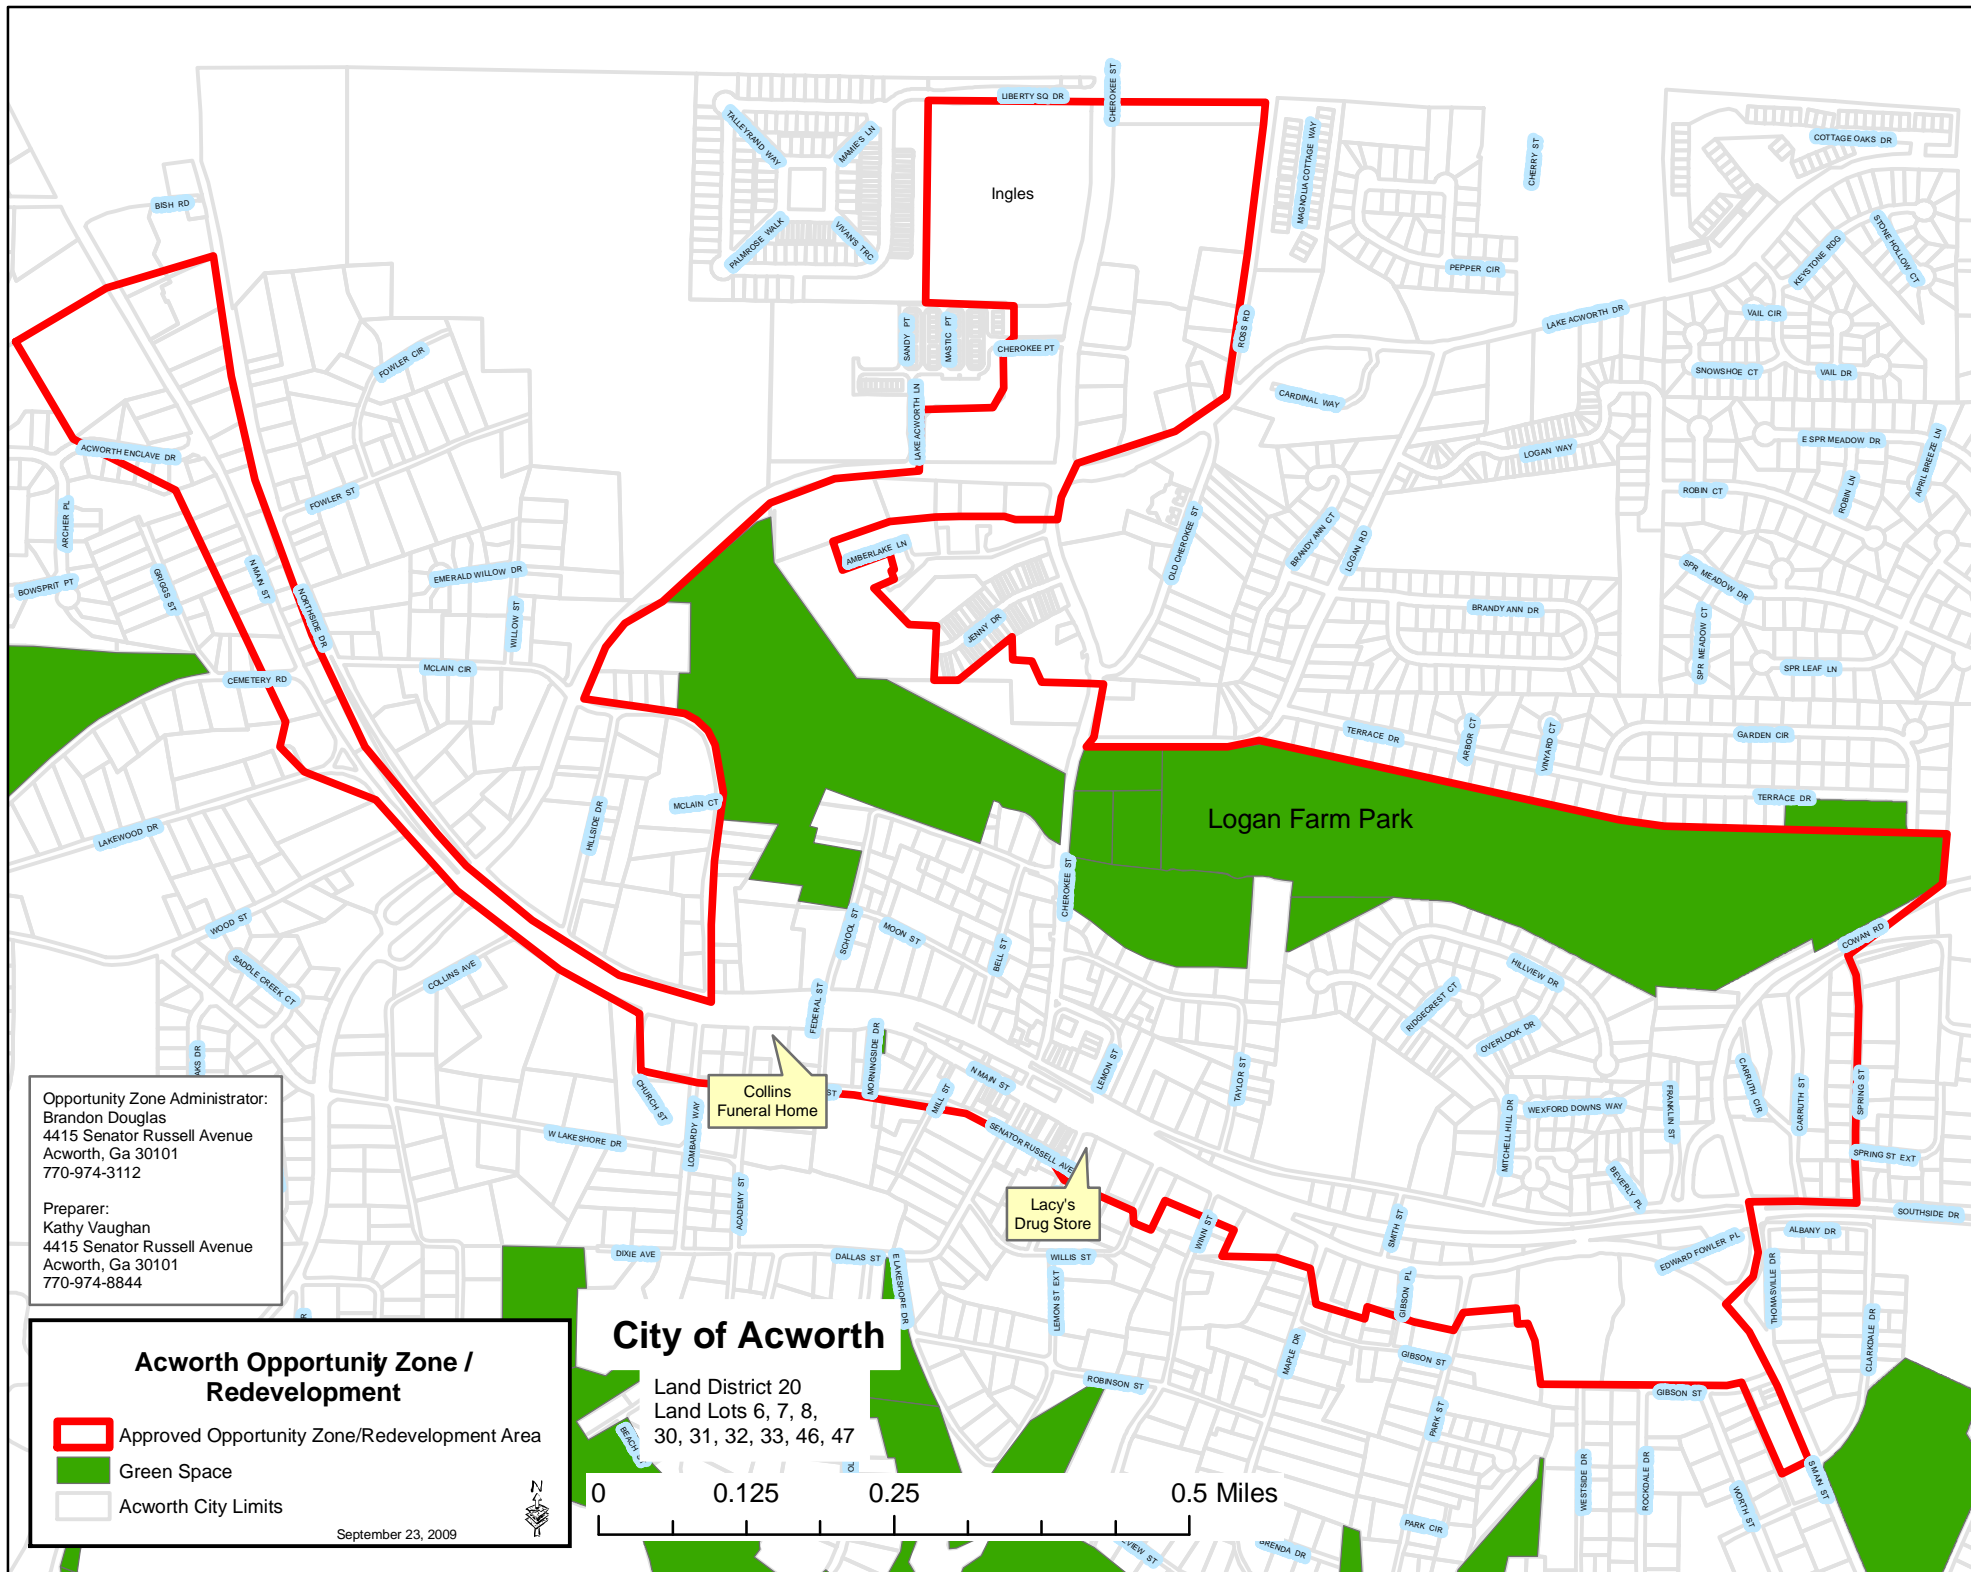 LIBERTY SQ DR
CHEROKEE ST
TALLEYRAND WAY
MAMIE'S LN
MAGNOLIA COTTAGE WAY
CHERRY ST
COTTAGE OAKS DR
Ingles
BISH RD
PALMROSE WALK
VIVAN'S TRC
STONE HOLLOW CT
KEYSTONE RDG
PEPPER CIR
LAKE ACWORTH DR
VAIL CIR
SANDY PT
MASTIC PT
CHEROKEE PT
ROSS RD
FOWLER CIR
SNOWSHOE CT
VAIL DR
CARDINAL WAY
LAKE ACWORTH LN
ACWORTH ENCLAVE DR
LOGAN WAY
E SPR MEADOW DR
APRIL BREEZE LN
FOWLER ST
ROBIN CT
ROBIN LN
ARCHER PL
OLD CHEROKEE ST
BRANDY ANN CT
LOGAN RD
AMBERLAKE LN
BOWSPRIT PT
GRIGGS ST
N MAIN ST
NORTHSIDE DR
EMERALD WILLOW DR
WILLOW ST
SPR MEADOW DR
BRANDY ANN DR
JENNY DR
SPR MEADOW CT
SPR LEAF LN
CEMETERY RD
MCLAIN CIR
TERRACE DR
ARBOR CT
VINYARD CT
GARDEN CIR
TERRACE DR
MCLAIN CT
HILLSIDE DR
LAKEWOOD DR
Logan Farm Park
CHEROKEE ST
WOOD ST
SCHOOL ST
MOON ST
BELL ST
COWAN RD
SADDLE CREEK CT
COLLINS AVE
HILLVIEW DR
RIDGECREST CT
OVERLOOK DR
FEDERAL ST
MORNINGSIDE DR
AKS DR
LEMON ST
TAYLOR ST
N MAIN ST
MILL ST
CARRUTH CIR
CARRUTH ST
SPRING ST
FRANKLIN ST
WEXFORD DOWNS WAY
MITCHELL HILL DR
Collins
Funeral Home
ST
CHURCH ST
LOMBARDY WAY
W LAKESHORE DR
SENATOR RUSSELL AVE
SPRING ST EXT
BEVERLY PL
ACADEMY ST
Lacy's
Drug Store
WINN ST
SMITH ST
SOUTHSIDE DR
ALBANY DR
EDWARD FOWLER PL
THOMASVILLE DR
DIXIE AVE
DALLAS ST
E LAKESHORE DR
WILLIS ST
LEMON ST EXT
GIBSON PL
CLARKDALE DR
MAPLE DR
GIBSON ST
GIBSON ST
ROBINSON ST
PARK ST
BEACH
S MAIN ST
WESTSIDE DR
ROCKDALE DR
WORTH ST
PARK CIR
BRENDA DR
Opportunity Zone Administrator:
Brandon Douglas
4415 Senator Russell Avenue
Acworth, Ga 30101
770-974-3112
Preparer:
Kathy Vaughan
4415 Senator Russell Avenue
Acworth, Ga 30101
770-974-8844
Acworth Opportunity Zone /
Redevelopment
Approved Opportunity Zone/Redevelopment Area
Green Space
Acworth City Limits
September 23, 2009
N
City of Acworth
Land District 20
Land Lots 6, 7, 8,
30, 31, 32, 33, 46, 47
0 0.125 0.25 0.5 Miles